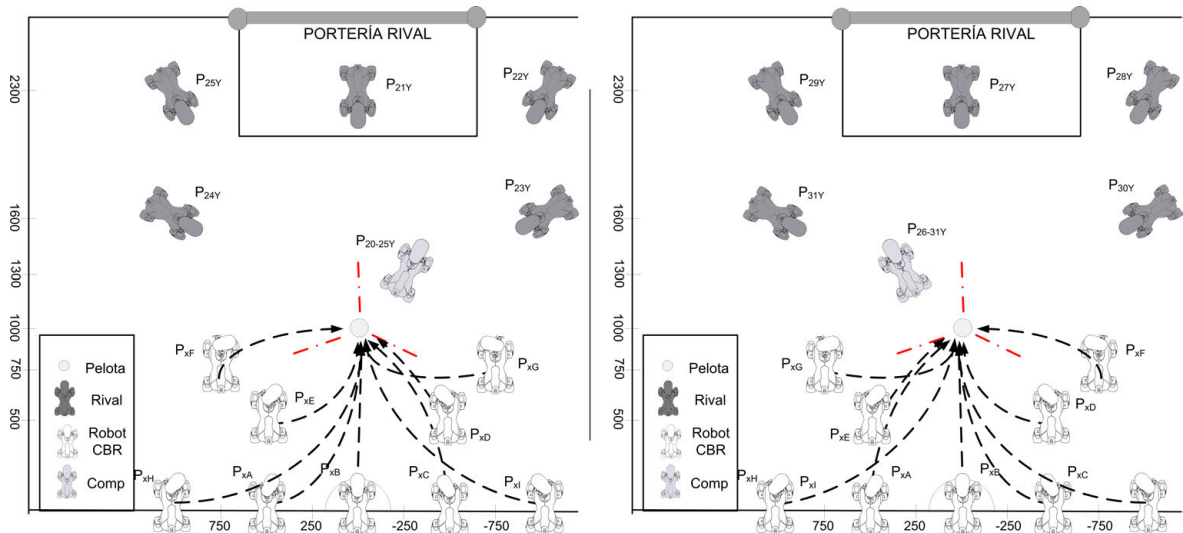 PORTERÍA RIVAL
P25Y
P21Y
P22Y
2300
P24Y
P23Y
1600
P20-25Y
1300
1000
PxF
PxG
750
Pelota
Rival
PxE
500
PxD
Robot
CBR
PxH
PxA
PxB
PxC
PxI
Comp
750
250
-250
-750
PORTERÍA RIVAL
P29Y
P27Y
P28Y
2300
P31Y
P30Y
1600
P26-31Y
1300
1000
PxG
PxF
750
Pelota
Rival
PxD
500
PxE
Robot
CBR
PxH
PxI
PxA
PxB
PxC
Comp
750
250
-250
-750